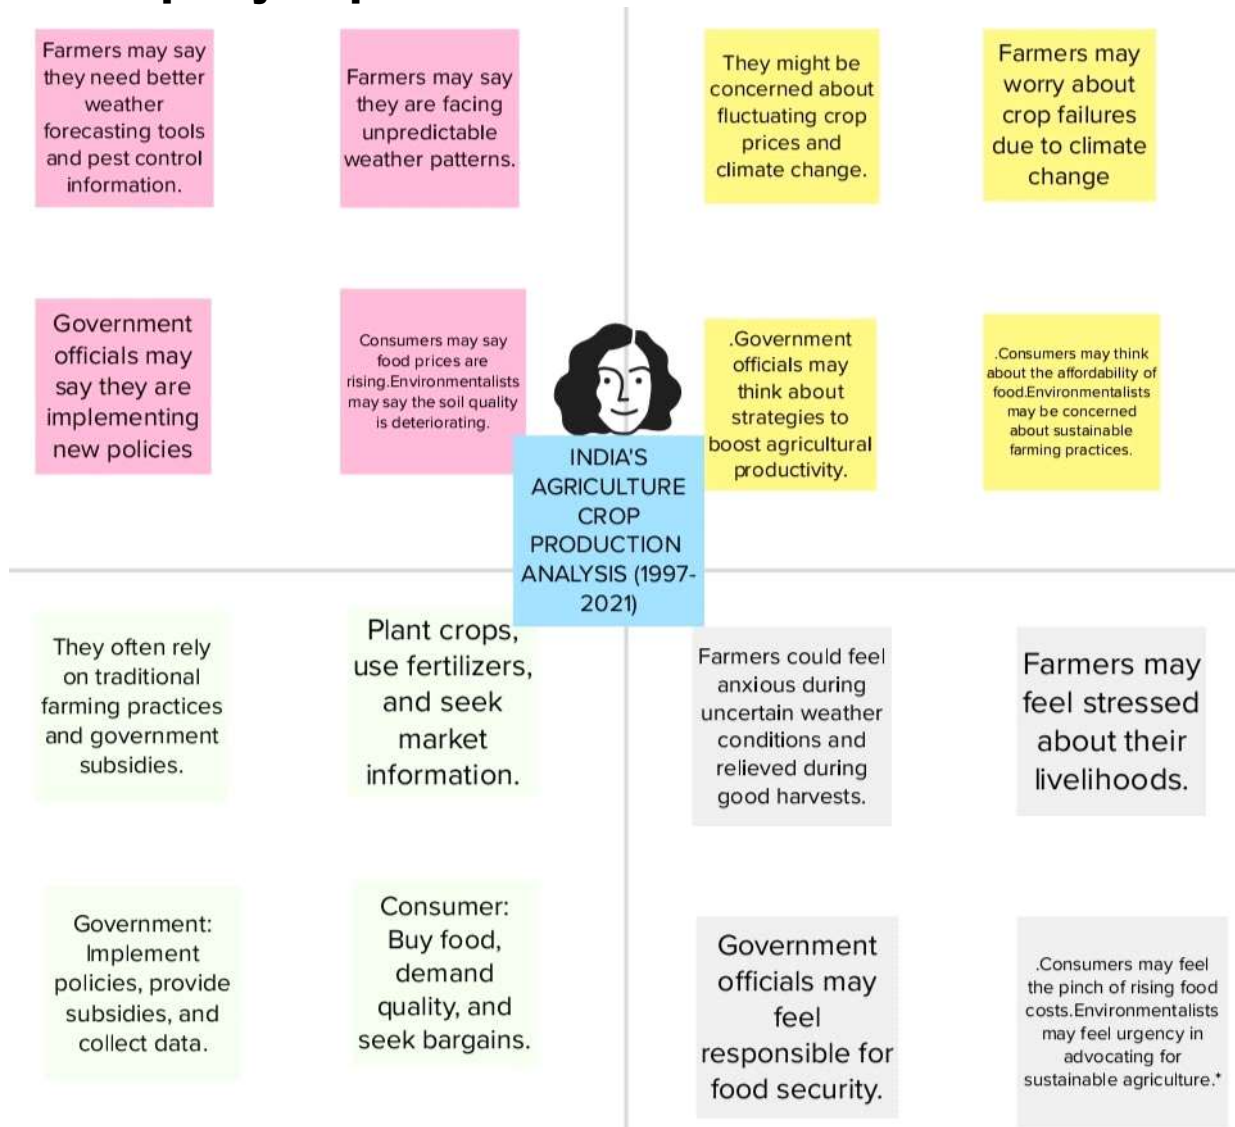 Farmers may say
they need better
weather
forecasting tools
and pest control
information.
Farmers may say
they are facing
unpredictable
weather patterns.
Government
officials may
say they are
implementing
new policies
Consumers may say
food prices are
rising.Environmentalists
may say the soil quality
is deteriorating.
They might be
concerned about
fluctuating crop
prices and
climate change.
Farmers may
worry about
crop failures
due to climate
change
.Government
officials may
think about
strategies to
boost agricultural
productivity.
.Consumers may think
about the affordability of
food.Environmentalists
may be concerned
about sustainable
farming practices.
INDIA'S
AGRICULTURE
CROP
PRODUCTION
ANALYSIS (1997-
2021)
They often rely
on traditional
farming practices
and government
subsidies.
Plant crops,
use fertilizers,
and seek
market
information.
Government:
Implement
policies, provide
subsidies, and
collect data.
Consumer:
Buy food,
demand
quality, and
seek bargains.
Farmers could feel
anxious during
uncertain weather
conditions and
relieved during
good harvests.
Farmers may
feel stressed
about their
livelihoods.
Government
officials may
feel
responsible for
food security.
.Consumers may feel
the pinch of rising food
costs.Environmentalists
may feel urgency in
advocating for
sustainable agriculture.*